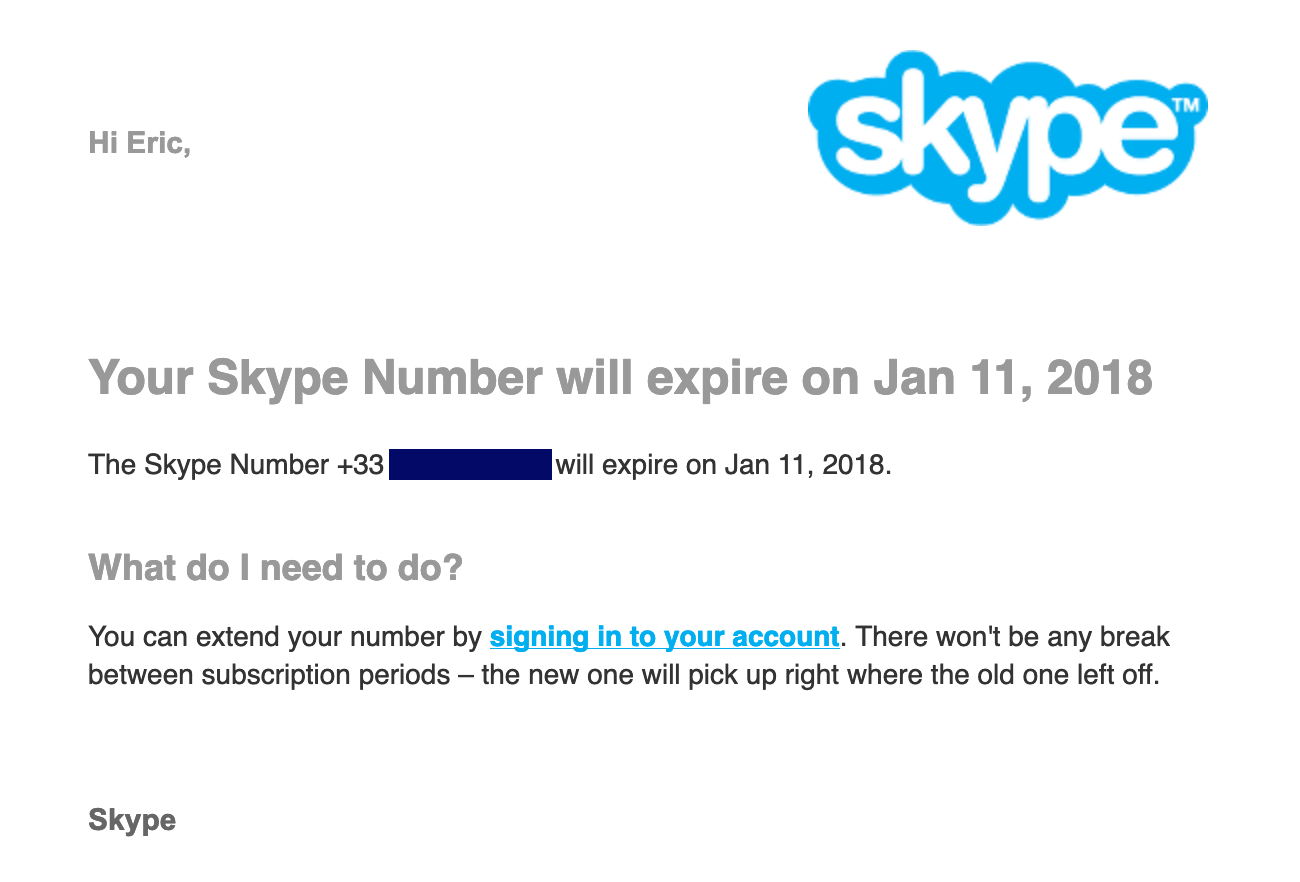 Hi Eric,
skype™
Your Skype Number will expire on Jan 11, 2018
The Skype Number +33 will expire on Jan 11, 2018.
What do I need to do?
You can extend your number by signing in to your account. There won't be any break
between subscription periods – the new one will pick up right where the old one left off.
Skype